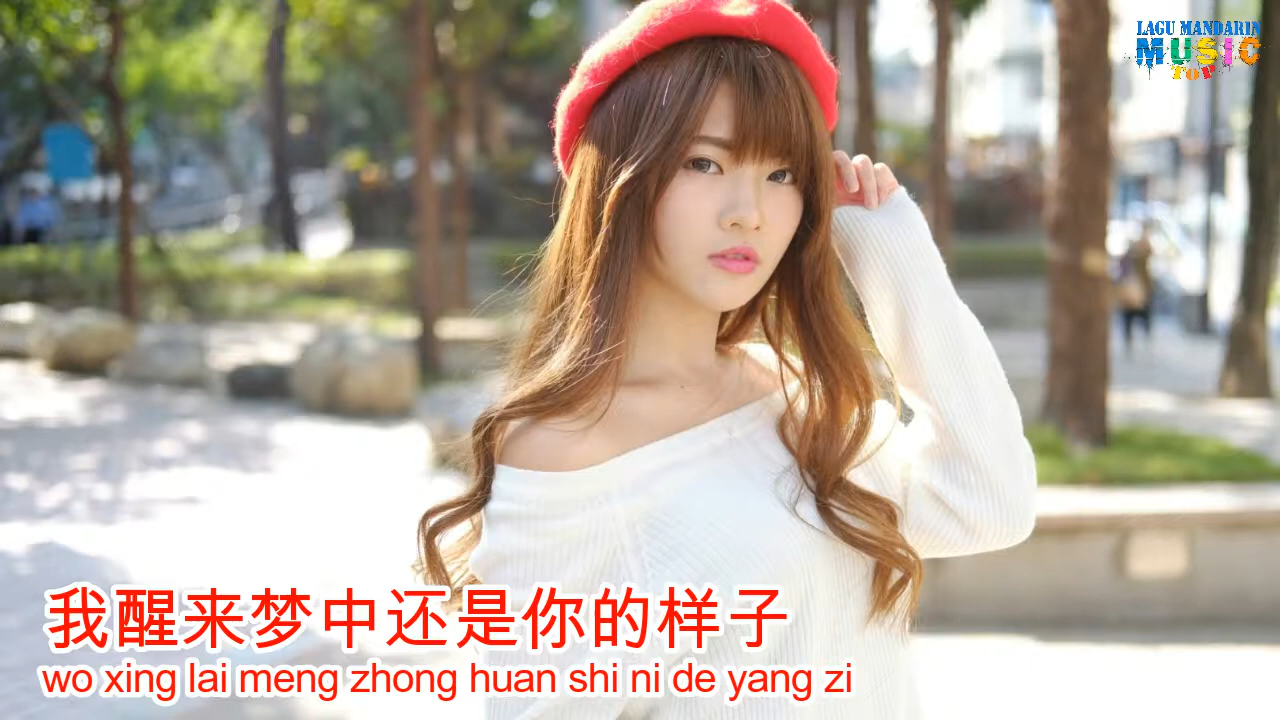 LAGU MANDARIN
MUSIC
TOP
我醒来梦中还是你的样子
wo xing lai meng zhong huan shi ni de yang zi